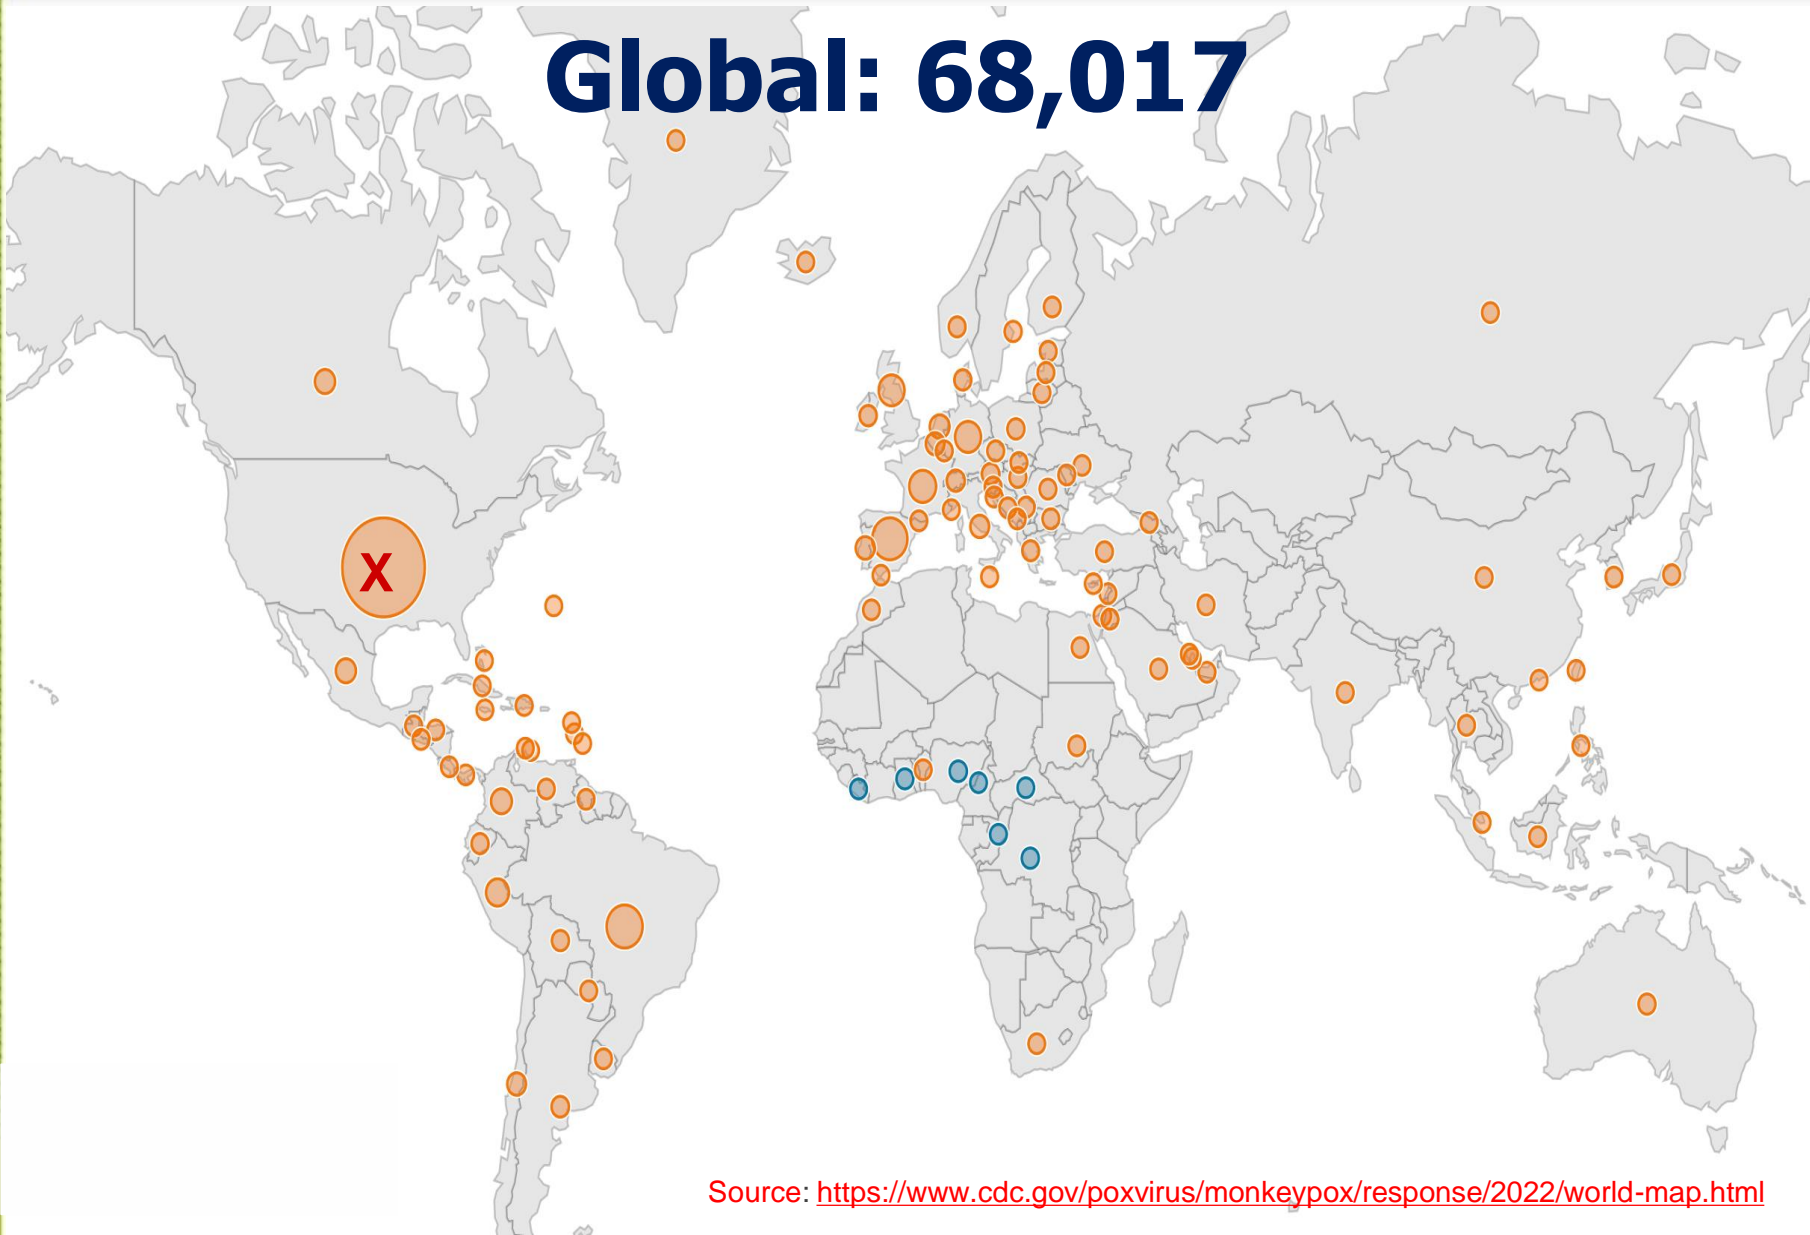 Global: 68,017
X
Source: https://www.cdc.gov/poxvirus/monkeypox/response/2022/world-map.html